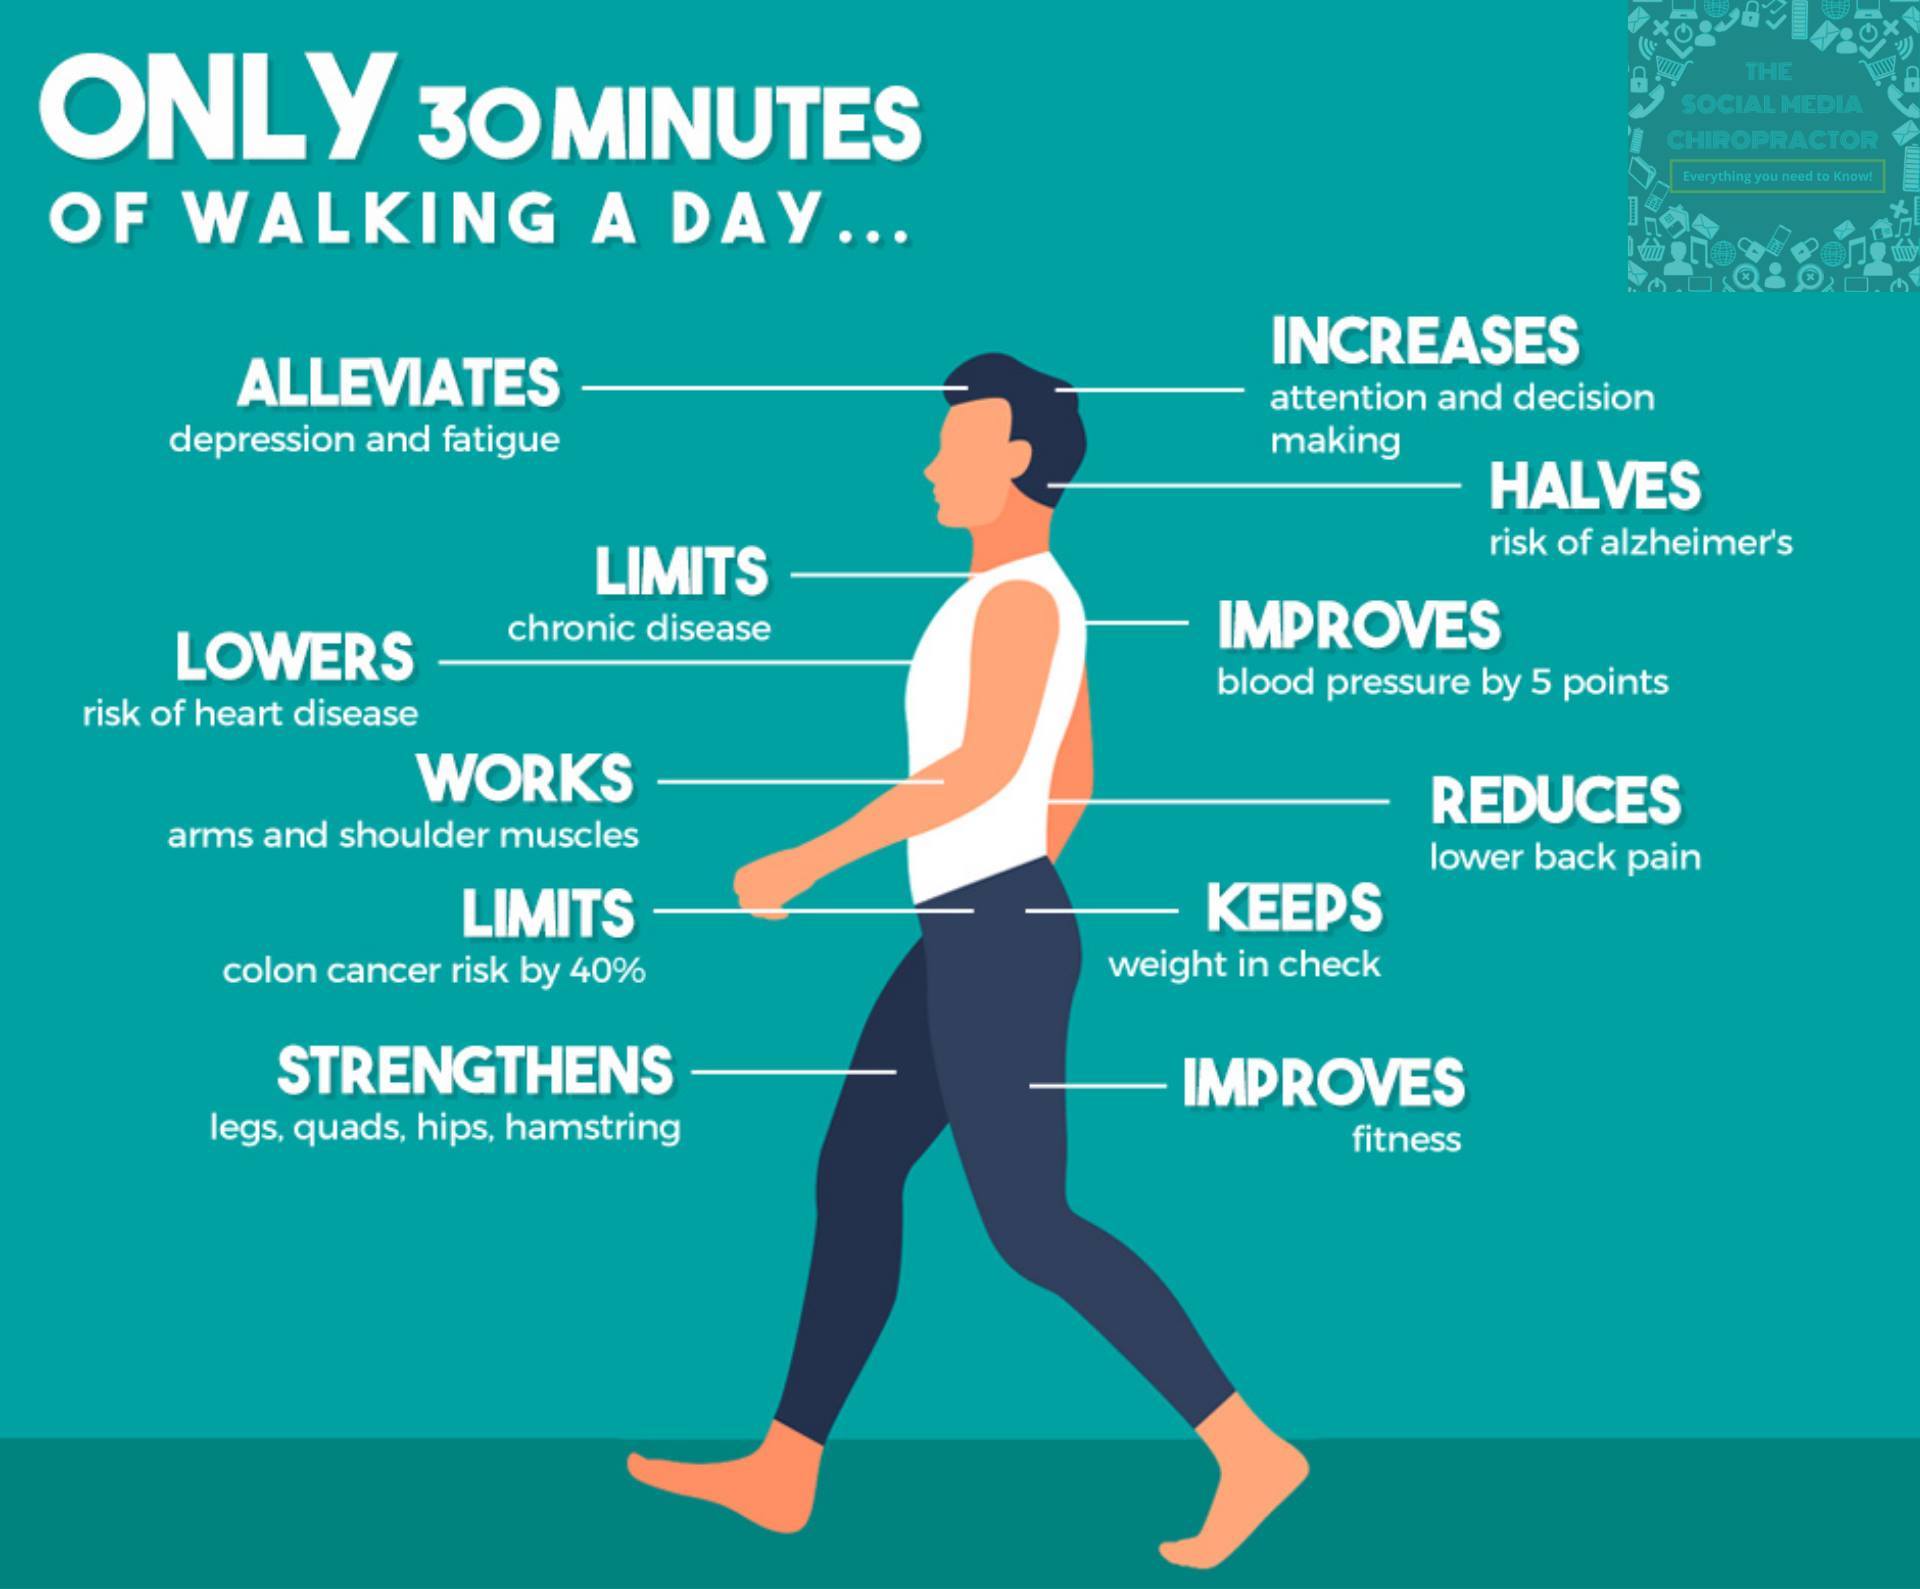 ONLY 30 MINUTES
OF WALKING A DAY...
THE
SOCIAL MEDIA
CHIROPRACTOR
Everything you need to Know!
ALLEVIATES
depression and fatigue
INCREASES
attention and decision
making
HALVES
risk of alzheimer's
LIMITS
chronic disease
IMPROVES
blood pressure by 5 points
LOWERS
risk of heart disease
WORKS
arms and shoulder muscles
REDUCES
lower back pain
LIMITS
colon cancer risk by 40%
KEEPS
weight in check
STRENGTHENS
legs, quads, hips, hamstring
IMPROVES
fitness